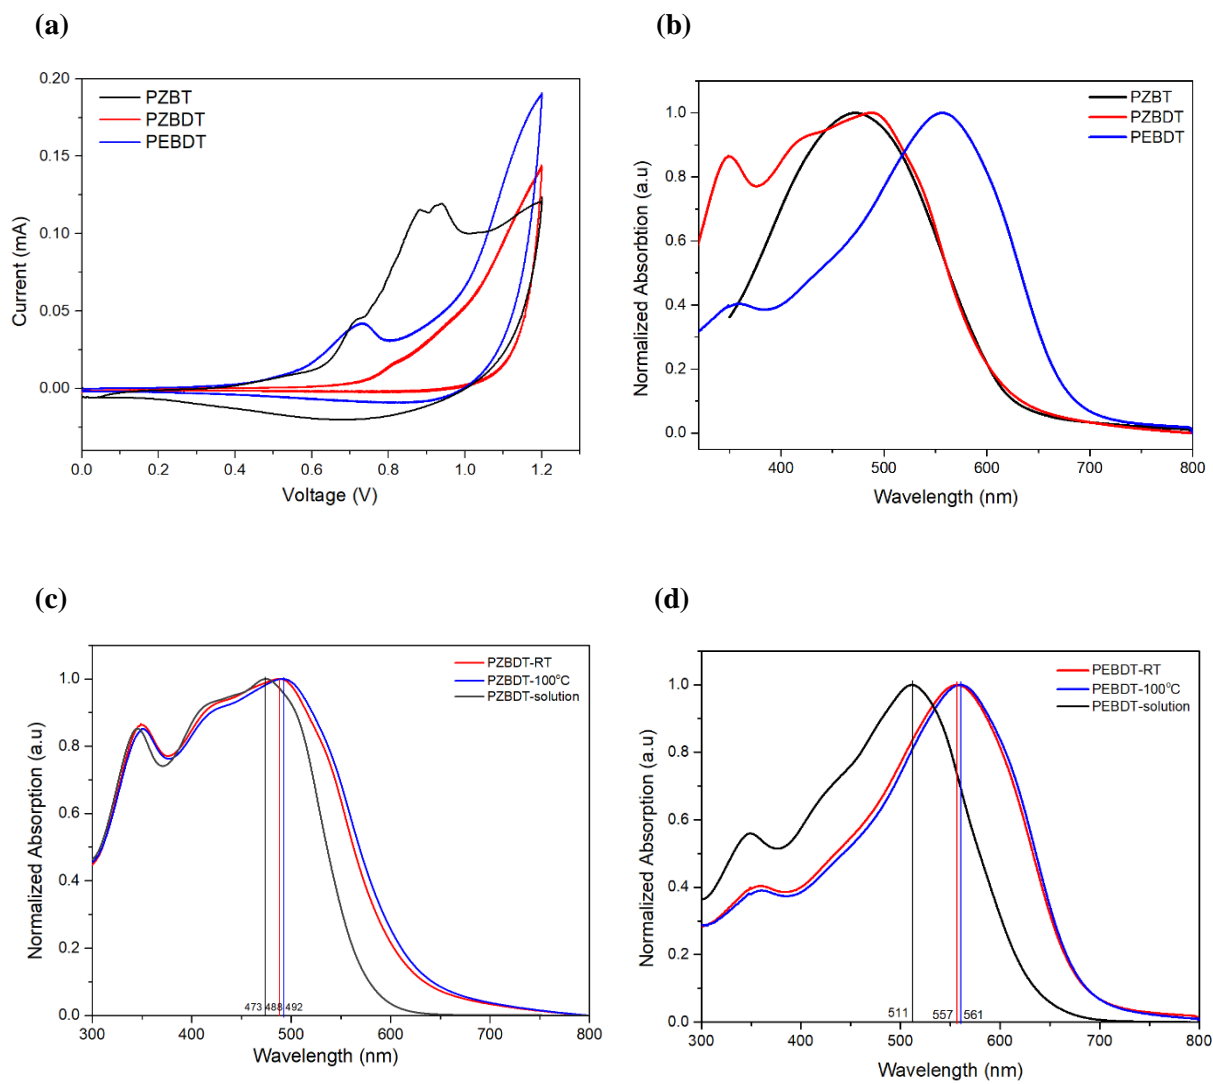 (a)
PZBT
PZBDT
PEBDT
0.20
0.15
0.10
0.05
0.00
Current (mA)
0.0 0.2 0.4 0.6 0.8 1.0 1.2
Voltage (V)
(b)
PZBT
PZBDT
PEBDT
1.0
0.8
0.6
0.4
0.2
0.0
Normalized Absorbtion (a.u)
400 500 600 700 800
Wavelength (nm)
(c)
PZBDT-RT
PZBDT-100°C
PZBDT-solution
1.0
0.8
0.6
0.4
0.2
0.0
Normalized Absorption (a.u)
473 488 492
300 400 500 600 700 800
Wavelength (nm)
(d)
PEBDT-RT
PEBDT-100°C
PEBDT-solution
1.0
0.8
0.6
0.4
0.2
0.0
Normalized Absorption (a.u)
511 557 561
300 400 500 600 700 800
Wavelength (nm)